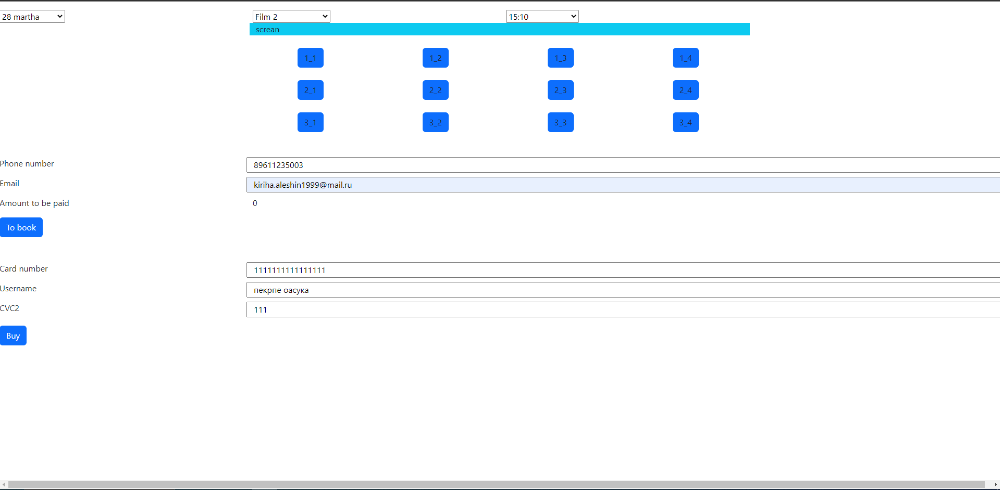 28 martha Film 2 15:10
screan
1_1 1_2 1_3 1_4
2_1 2_2 2_3 2_4
3_1 3_2 3_3 3_4
Phone number 89611235003
Email kiriha.aleshin1999@mail.ru
Amount to be paid 0
To book
Card number 1111111111111111
Username пекрпе оасука
CVC2 111
Buy